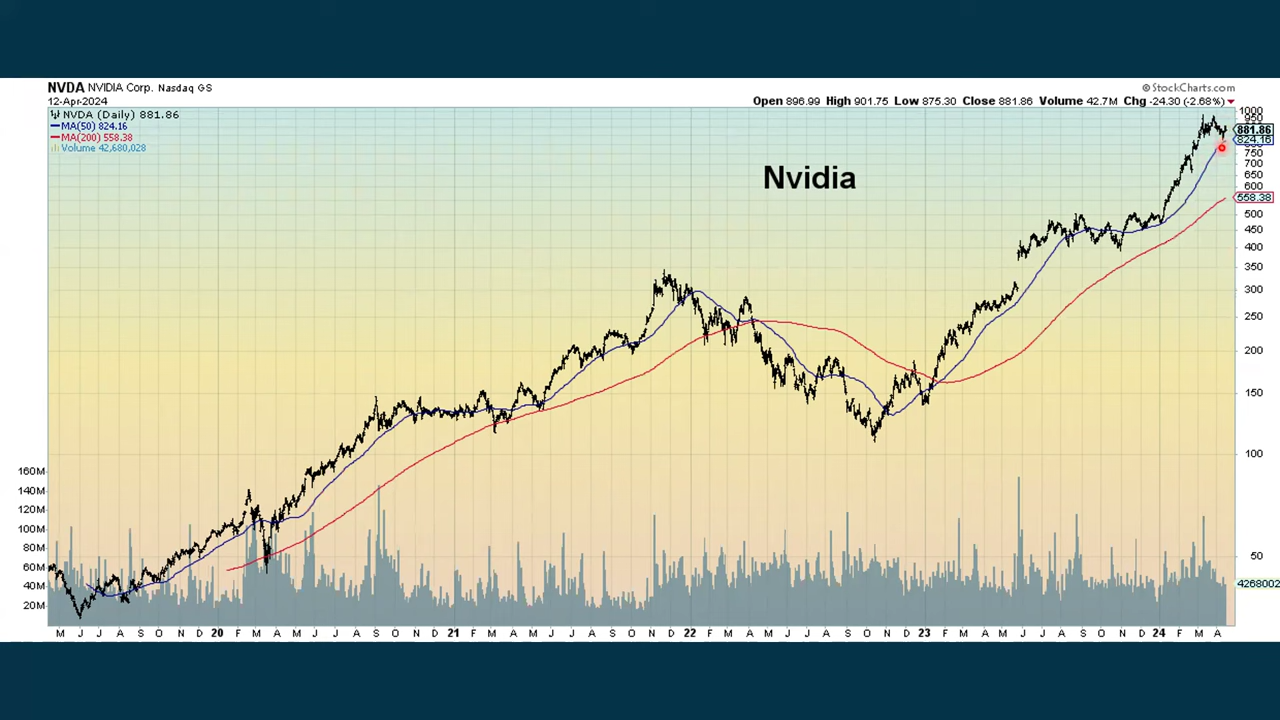 NVDA NVIDIA Corp. Nasdaq GS
© StockCharts.com
12-Apr-2024
Open 896.99 High 901.75 Low 875.30 Close 881.86 Volume 42.7M Chg -24.30 (-2.68%)
NVDA (Daily) 881.86
MA(50) 824.16
MA(200) 558.38
Volume 42,680,028
Nvidia
1000
950
881.86
824.16
750
700
650
600
558.38
500
450
400
350
300
250
200
150
100
50
4268002
160M
140M
120M
100M
80M
60M
40M
20M
M J J A S O N D 20 F M A M J J A S O N D 21 F M A M J J A S O N D 22 F M A M J J A S O N D 23 F M A M J J A S O N D 24 F M A